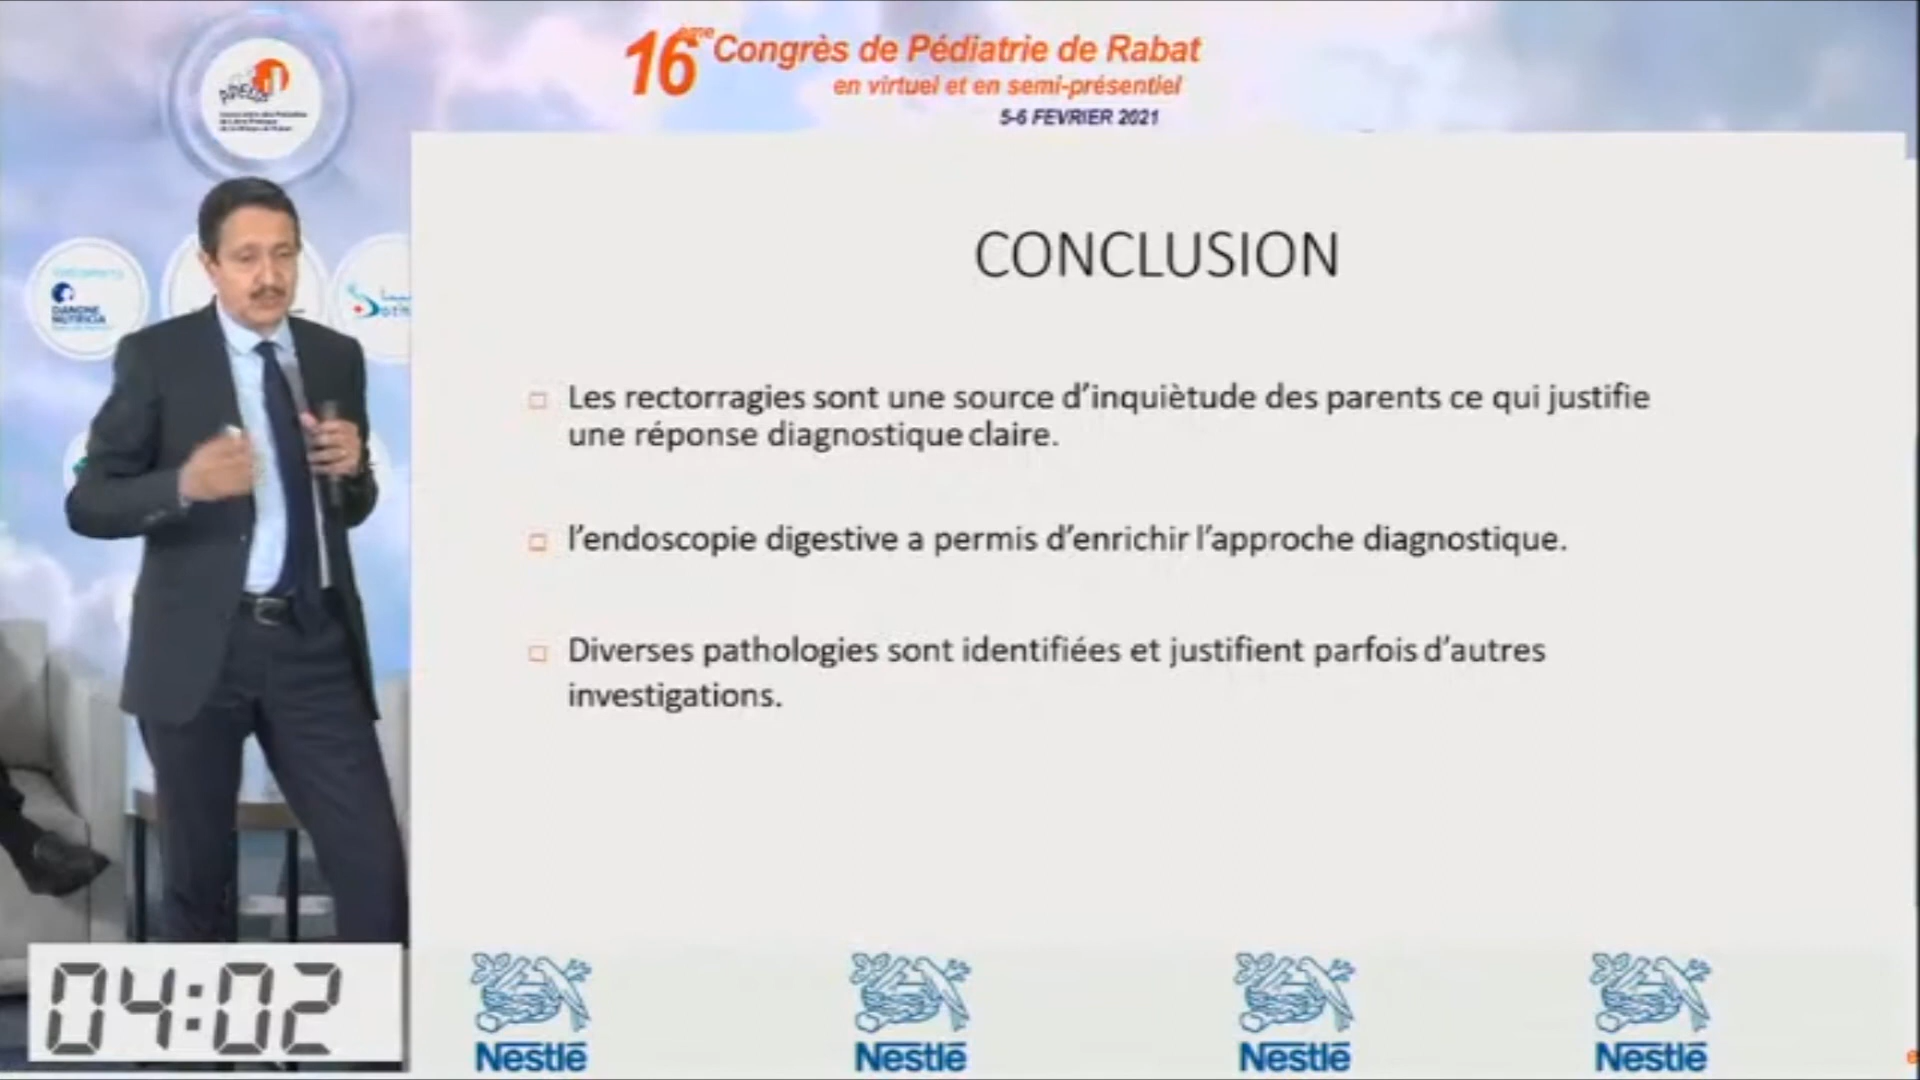 16ème Congrès de Pédiatrie de Rabat
en virtuel et en semi-présentiel
5-6 FEVRIER 2021
DANONE
NUTRICIA
CONCLUSION
Les rectorragies sont une source d'inquiètude des parents ce qui justifie
une réponse diagnostique claire.
l'endoscopie digestive a permis d'enrichir l'approche diagnostique.
Diverses pathologies sont identifiées et justifient parfois d'autres
investigations.
04:02
Nestlé Nestlé Nestlé Nestlé